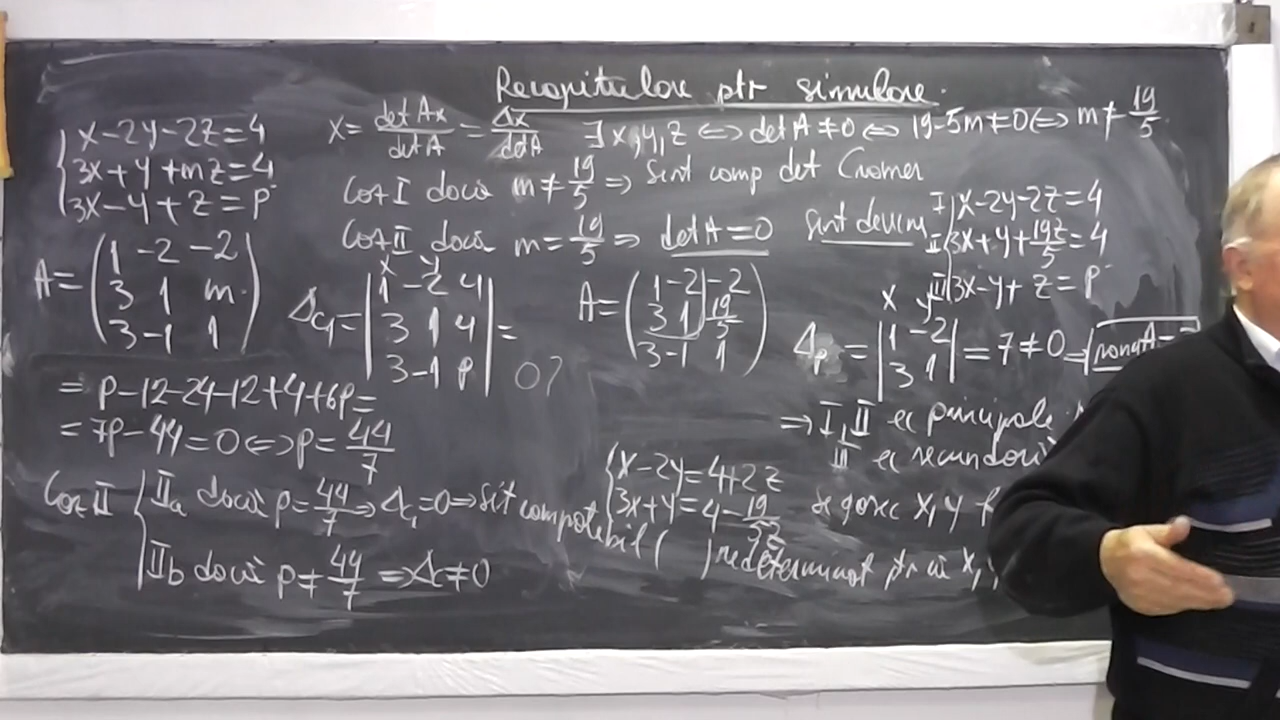 Recapitulare ptr simulare.
x-2y-2z=4
3x+y+mz=4
3x-y+z=p
x= det Ax / det A = Δx / det A
∃ x,y,z ⇔ det A ≠ 0 ⇔ 19-5m ≠ 0 ⇔ m ≠ 19/5
Caz I dacă m ≠ 19/5 ⇒ Sist comp det Cramer
Caz II dacă m = 19/5 ⇒ det A = 0 sist devine
I x-2y-2z=4
II 3x+y+19z/5=4
III 3x-y+z=p
A= ( 1 -2 -2
3 1 m
3 -1 1 )
x y
Δc1 = | 1 -2 4
3 1 4
3 -1 p | = 0?
= p-12-24-12+4+6p=
= 7p-44=0 ⇔ p= 44/7
A= ( 1 -2 -2
3 1 19/5
3 -1 1 )
x y
Δp = | 1 -2
3 1 | = 7 ≠ 0 ⇒ rang A =
⇒ I, II ec principale
III ec secundară
Caz II
IIa dacă p= 44/7 ⇒ Δc1=0 ⇒ sist compatibil ( ) nedeterminat ptr că x,
IIb dacă p≠ 44/7 ⇒ Δc ≠ 0
x-2y=4+2z
3x+y=4- 19/5 z
se x, y